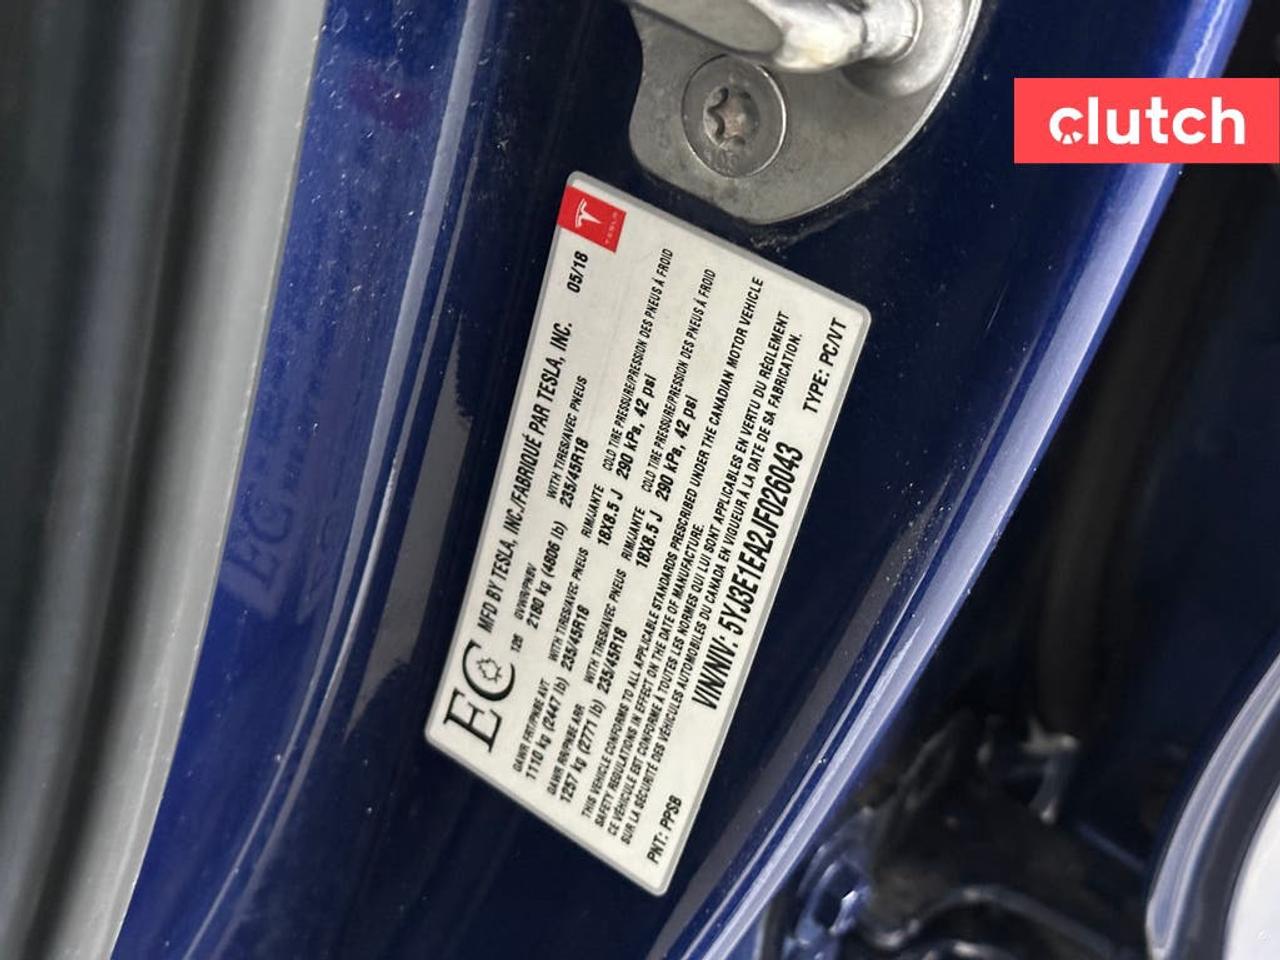 clutch
TESLA
EC MFD BY TESLA, INC./FABRIQUÉ PAR TESLA, INC. 05/18
125 GVWR/PNBV
2180 kg (4806 lb)
GAWR FRT/PNBE AVT WITH TIRES/AVEC PNEUS RIM/JANTE COLD TIRE PRESSURE/PRESSION DES PNEUS À FROID
1110 kg (2447 lb) 235/45R18 18X8.5 J 290 kPa, 42 psi
GAWR RR/PNBE ARR WITH TIRES/AVEC PNEUS RIM/JANTE COLD TIRE PRESSURE/PRESSION DES PNEUS À FROID
1257 kg (2771 lb) 235/45R18 18X8.5 J 290 kPa, 42 psi
WITH TIRES/AVEC PNEUS
235/45R18
THIS VEHICLE CONFORMS TO ALL APPLICABLE STANDARDS PRESCRIBED UNDER THE CANADIAN MOTOR VEHICLE
SAFETY REGULATIONS IN EFFECT ON THE DATE OF MANUFACTURE.
CE VÉHICULE EST CONFORME À TOUTES LES NORMES QUI LUI SONT APPLICABLES EN VERTU DU RÈGLEMENT
SUR LA SÉCURITÉ DES VÉHICULES AUTOMOBILES DU CANADA EN VIGUEUR À LA DATE DE SA FABRICATION.
VIN/NIV: 5YJ3E1EA2JF026043
PNT: PPSB TYPE: PC/VT